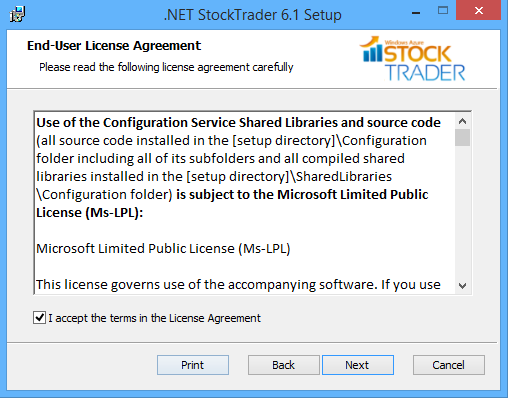 .NET StockTrader 6.1 Setup
End-User License Agreement
Please read the following license agreement carefully
Windows Azure
STOCK
TRADER
Use of the Configuration Service Shared Libraries and source code
(all source code installed in the [setup directory]\Configuration
folder including all of its subfolders and all compiled shared
libraries installed in the [setup directory]\SharedLibraries
\Configuration folder) is subject to the Microsoft Limited Public
License (Ms-LPL):
Microsoft Limited Public License (Ms-LPL)
This license governs use of the accompanying software. If you use
I accept the terms in the License Agreement
Print
Back
Next
Cancel